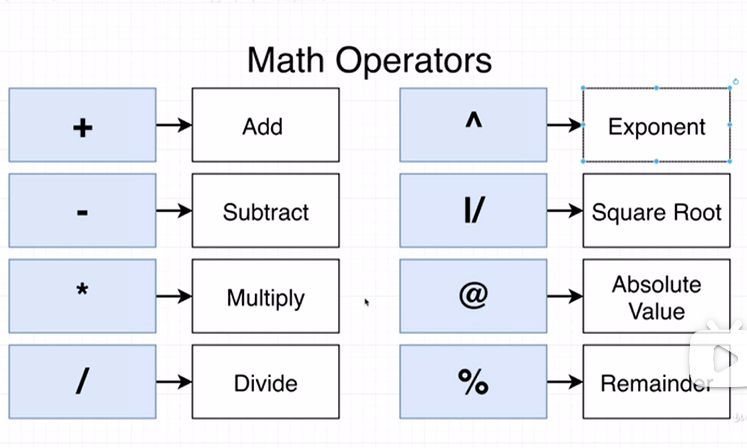 Math Operators
+ Add ^ Exponent
- Subtract |/ Square Root
* Multiply @ Absolute
Value
/ Divide % Remainder